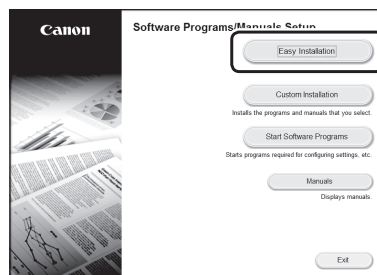 Canon
Software Programs/Manuals Setup
Easy Installation
Custom Installation
Installs the programs and manuals that you select.
Start Software Programs
Starts programs required for configuring settings, etc.
Manuals
Displays manuals.
Exit